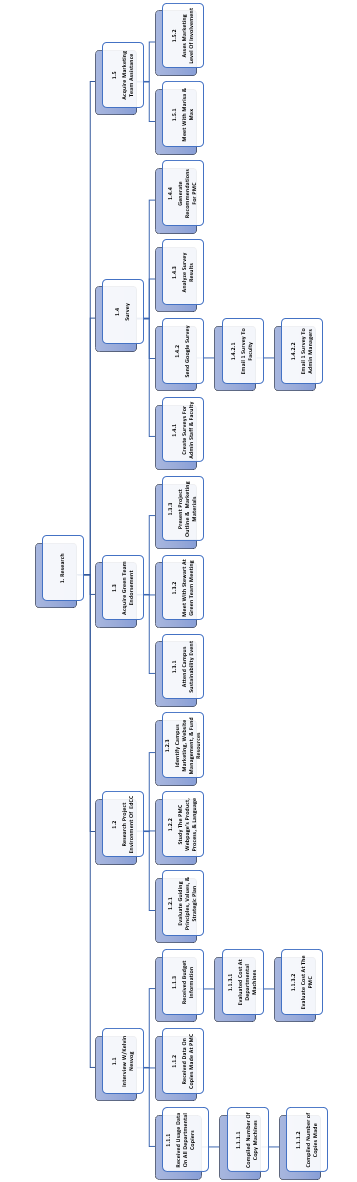 1. Research
1.1
Interview W/Kelvin
Nesvog
1.1.1
Received Usage Data
On All Departmental
Copiers
1.1.1.1
Compiled Number Of
Copy Machines
1.1.1.2
Compiled Number of
Copies Made
1.1.2
Received Data On
Copies Made At PMC
1.1.3
Received Budget
Information
1.1.3.1
Evaluated Cost At
Departmental
Machines
1.1.3.2
Evaluate Cost At The
PMC
1.2
Research Project
Environment Of EdCC
1.2.1
Evaluate Guiding
Principles, Values, &
Strategic Plan
1.2.2
Study The PMC
Webpage's Product,
Process, & Language
1.2.3
Identify Campus
Marketing, Website
Management, & Fund
Resources
1.3
Acquire Green Team
Endorsement
1.3.1
Attend Campus
Sustainability Event
1.3.2
Meet With Stewart At
Green Team Meeting
1.3.3
Present Project
Outline & Marketing
Materials
1.4
Survey
1.4.1
Create Surveys For
Admin Staff & Faculty
1.4.2
Send Google Survey
1.4.2.1
Email 1 Survey To
Faculty
1.4.2.2
Email 1 Survey To
Admin Managers
1.4.3
Analyze Survey
Results
1.4.4
Generate
Recommendations
For PMC
1.5
Acquire Marketing
Team Assistance
1.5.1
Meet With Marisa &
Max
1.5.2
Asses Marketing
Level Of Involvement